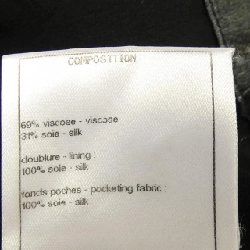 COMPOSITION
69% viscose - viscose
31% soie - silk
doublure - lining :
100% soie - silk
fonds poches - pocketing fabric :
100% soie - silk